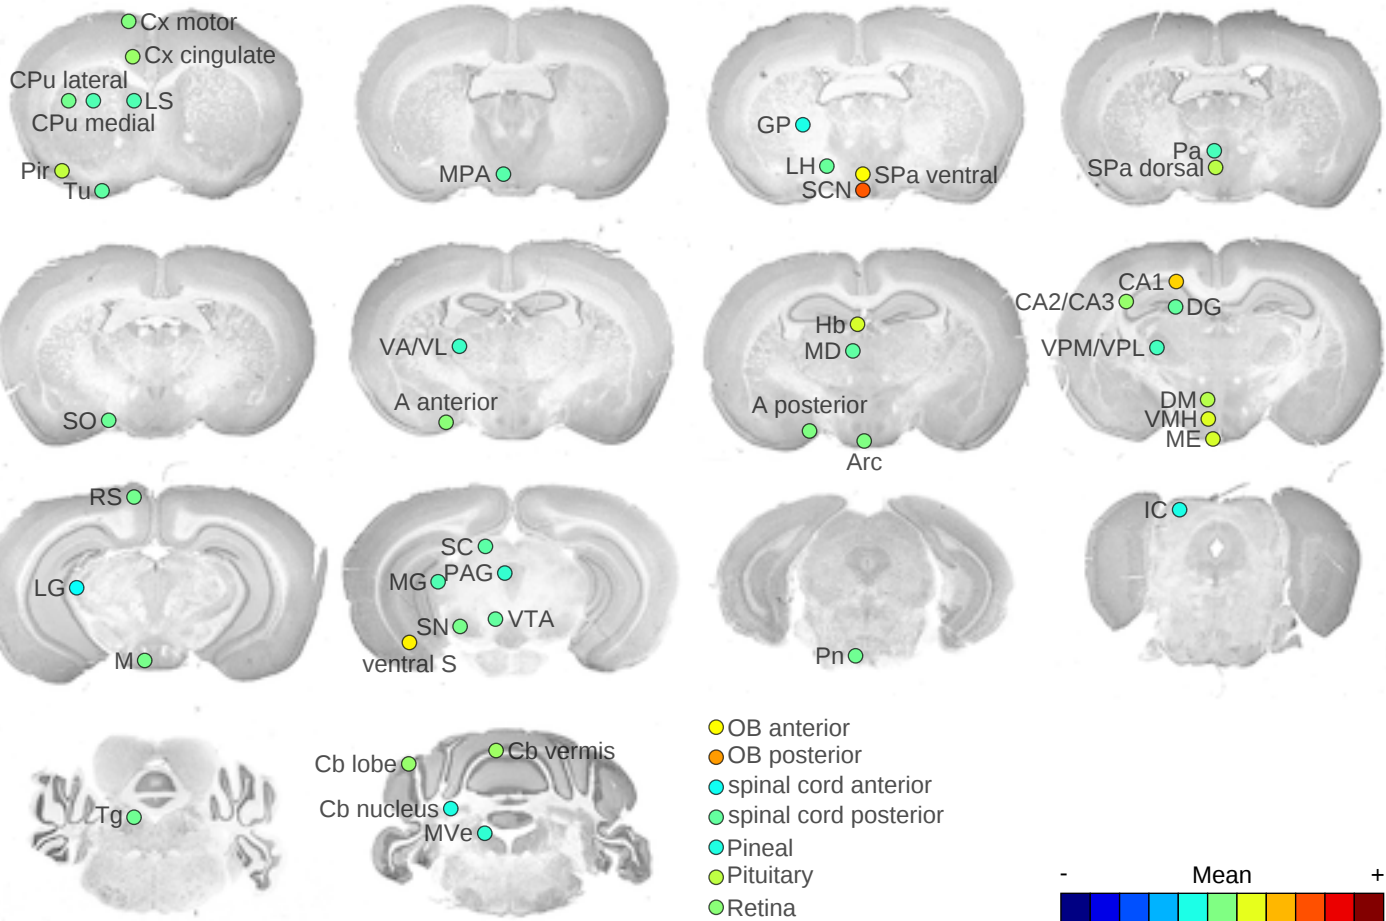 Cx motor
Cx cingulate
CPu lateral
LS
CPu medial
Pir
Tu
MPA
GP
LH
SPa ventral
SCN
Pa
SPa dorsal
SO
VA/VL
A anterior
Hb
MD
A posterior
Arc
CA1
CA2/CA3
DG
VPM/VPL
DM
VMH
ME
RS
LG
M
SC
MG
PAG
SN
VTA
ventral S
Pn
IC
Tg
Cb lobe
Cb vermis
Cb nucleus
MVe
OB anterior
OB posterior
spinal cord anterior
spinal cord posterior
Pineal
Pituitary
Retina
- Mean +